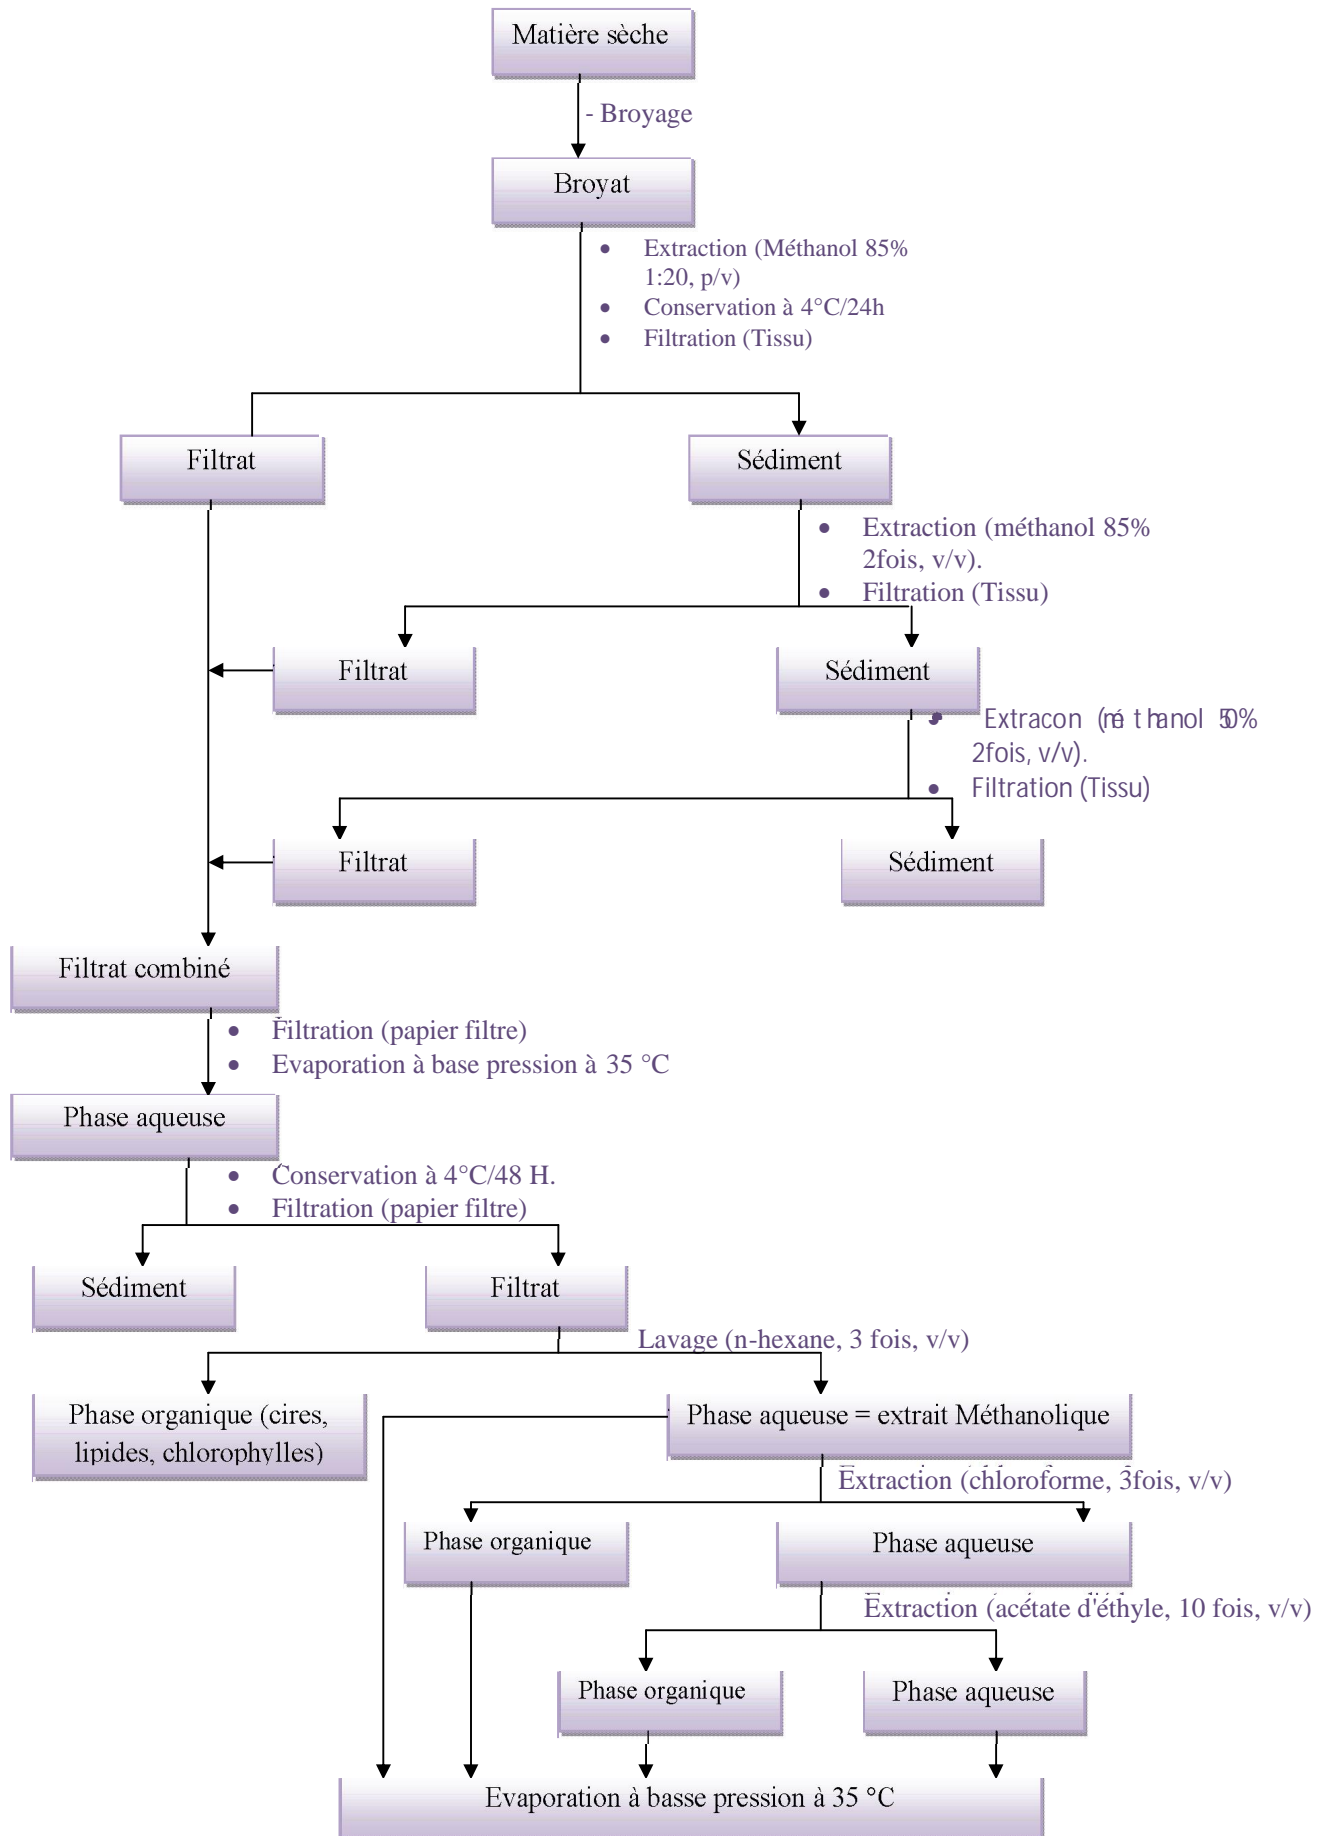 Matière sèche
- Broyage
Broyat
• Extraction (Méthanol 85%
1:20, p/v)
• Conservation à 4°C/24h
• Filtration (Tissu)
Filtrat
Sédiment
• Extraction (méthanol 85%
2fois, v/v).
• Filtration (Tissu)
Filtrat
Sédiment
• Extracon (méthanol 50%
2fois, v/v).
• Filtration (Tissu)
Filtrat
Sédiment
Filtrat combiné
• Filtration (papier filtre)
• Evaporation à base pression à 35 °C
Phase aqueuse
• Conservation à 4°C/48 H.
• Filtration (papier filtre)
Sédiment
Filtrat
Lavage (n-hexane, 3 fois, v/v)
Phase organique (cires,
lipides, chlorophylles)
Phase aqueuse = extrait Méthanolique
Extraction (chloroforme, 3fois, v/v)
Phase organique
Phase aqueuse
Extraction (acétate d'éthyle, 10 fois, v/v)
Phase organique
Phase aqueuse
Evaporation à basse pression à 35 °C